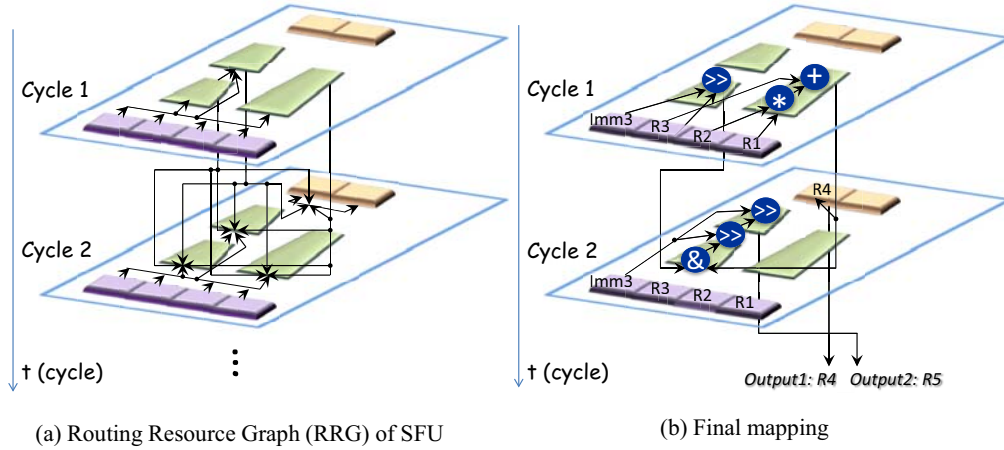 Cycle 1
Cycle 2
t (cycle)
(a) Routing Resource Graph (RRG) of SFU
Cycle 1
>>
+
*
Imm3
R3
R2
R1
Cycle 2
>>
>>
&
R4
Imm3
R3
R2
R1
t (cycle)
Output1: R4 Output2: R5
(b) Final mapping